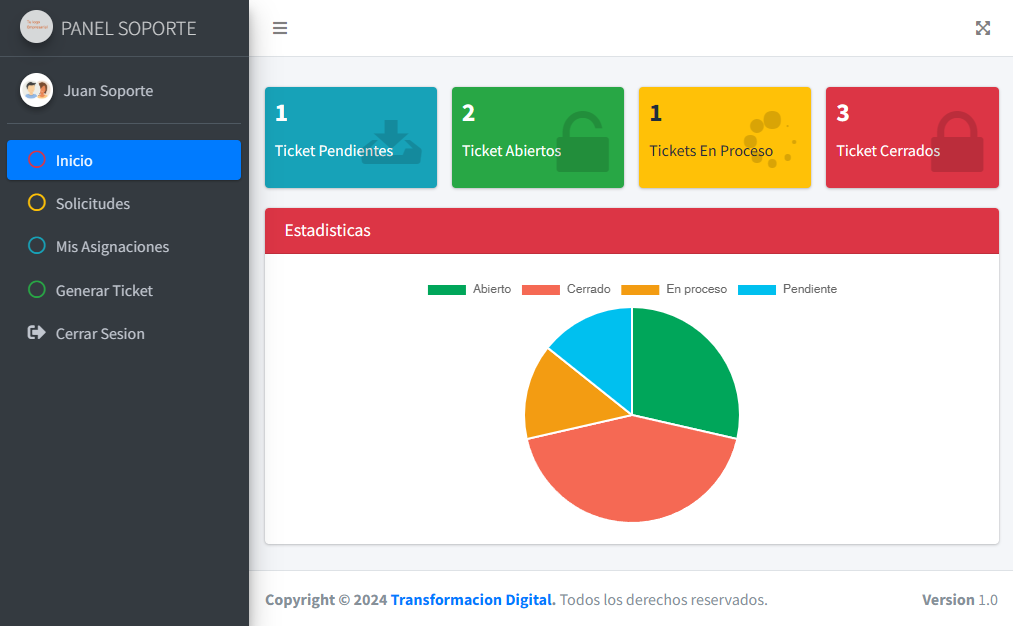 PANEL SOPORTE
Juan Soporte
Inicio
Solicitudes
Mis Asignaciones
Generar Ticket
Cerrar Sesion
1
Ticket Pendientes
2
Ticket Abiertos
1
Tickets En Proceso
3
Ticket Cerrados
Estadisticas
Abierto Cerrado En proceso Pendiente
Copyright © 2024 Transformacion Digital. Todos los derechos reservados.
Version 1.0